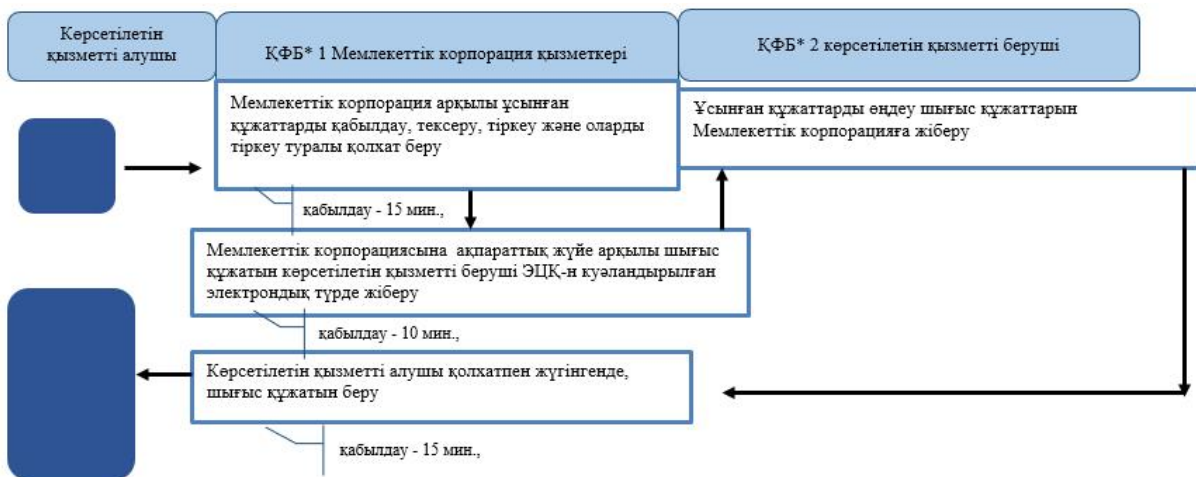 Көрсетілетін
қызметті алушы
ҚФБ* 1 Мемлекеттік корпорация қызметкері
ҚФБ* 2 көрсетілетін қызметті беруші
Мемлекеттік корпорация арқылы ұсынған
құжаттарды қабылдау, тексеру, тіркеу және оларды
тіркеу туралы қолхат беру
Ұсынған құжаттарды өңдеу шығыс құжаттарын
Мемлекеттік корпорацияға жіберу
қабылдау - 15 мин.,
Мемлекеттік корпорациясына ақпараттық жүйе арқылы шығыс
құжатын көрсетілетін қызметті беруші ЭЦҚ-н куәландырылған
электрондық түрде жіберу
қабылдау - 10 мин.,
Көрсетілетін қызметті алушы қолхатпен жүгінгенде,
шығыс құжатын беру
қабылдау - 15 мин.,